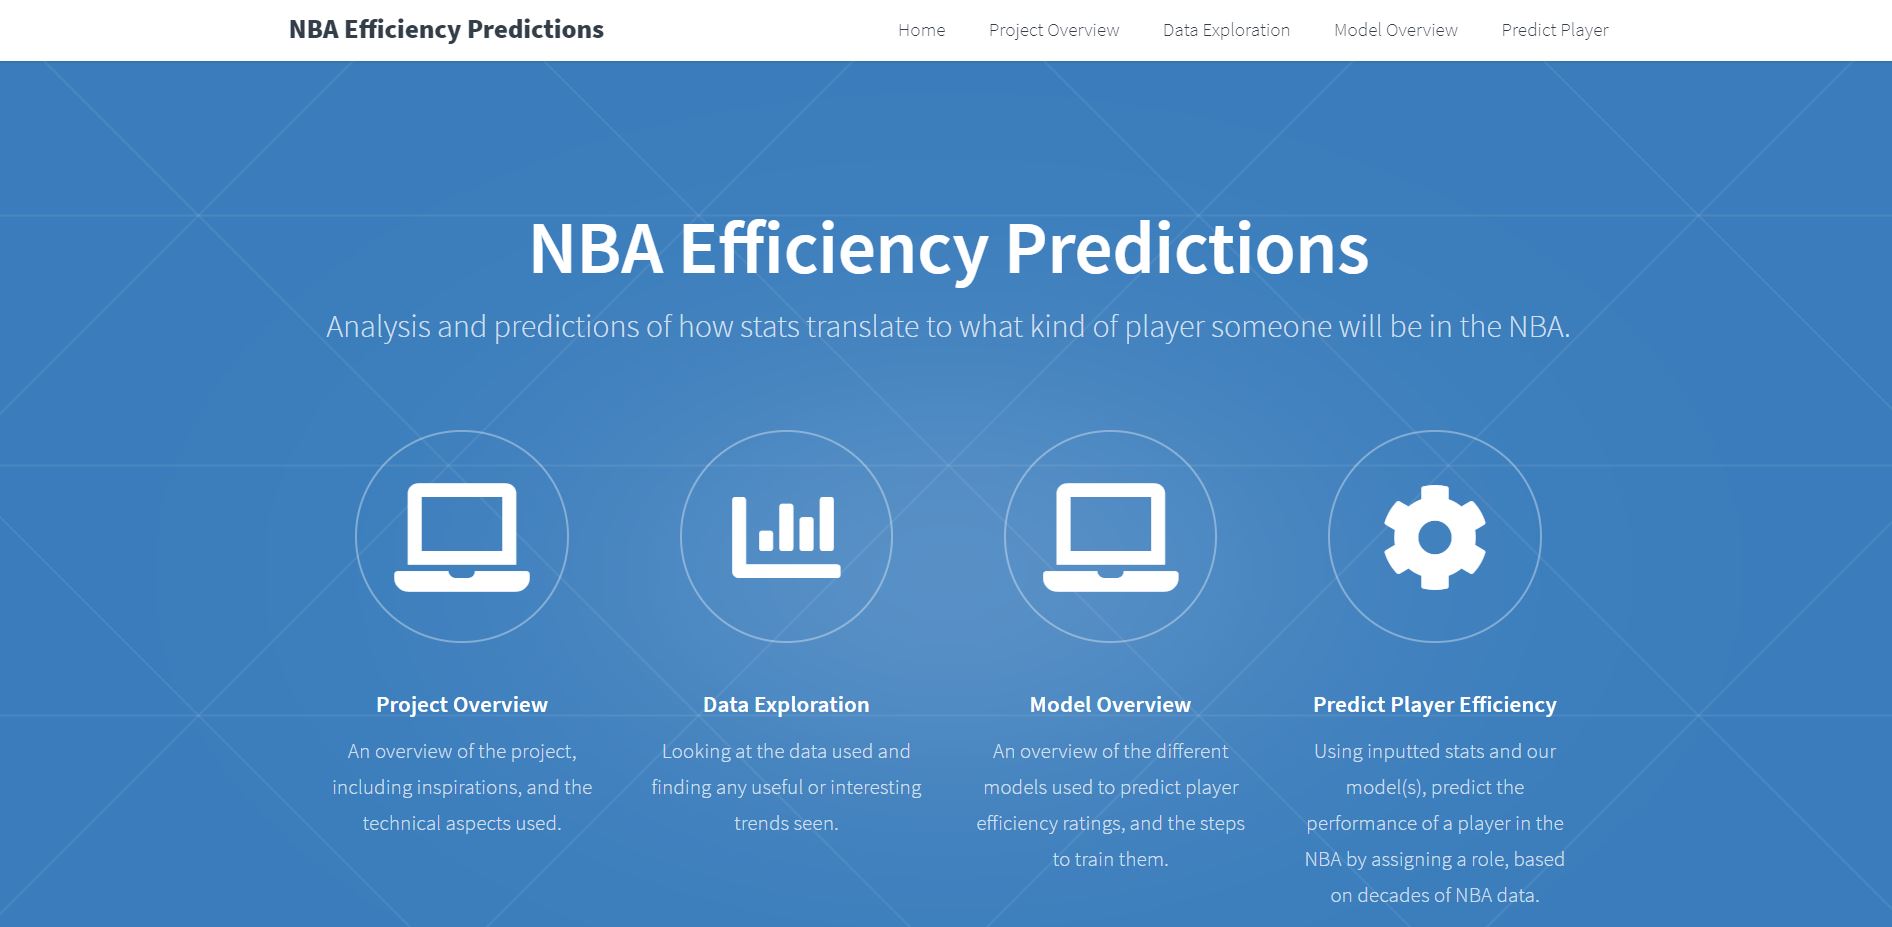 NBA Efficiency Predictions
Home
Project Overview
Data Exploration
Model Overview
Predict Player
NBA Efficiency Predictions
Analysis and predictions of how stats translate to what kind of player someone will be in the NBA.
Project Overview
An overview of the project,
including inspirations, and the
technical aspects used.
Data Exploration
Looking at the data used and
finding any useful or interesting
trends seen.
Model Overview
An overview of the different
models used to predict player
efficiency ratings, and the steps
to train them.
Predict Player Efficiency
Using inputted stats and our
model(s), predict the
performance of a player in the
NBA by assigning a role, based
on decades of NBA data.